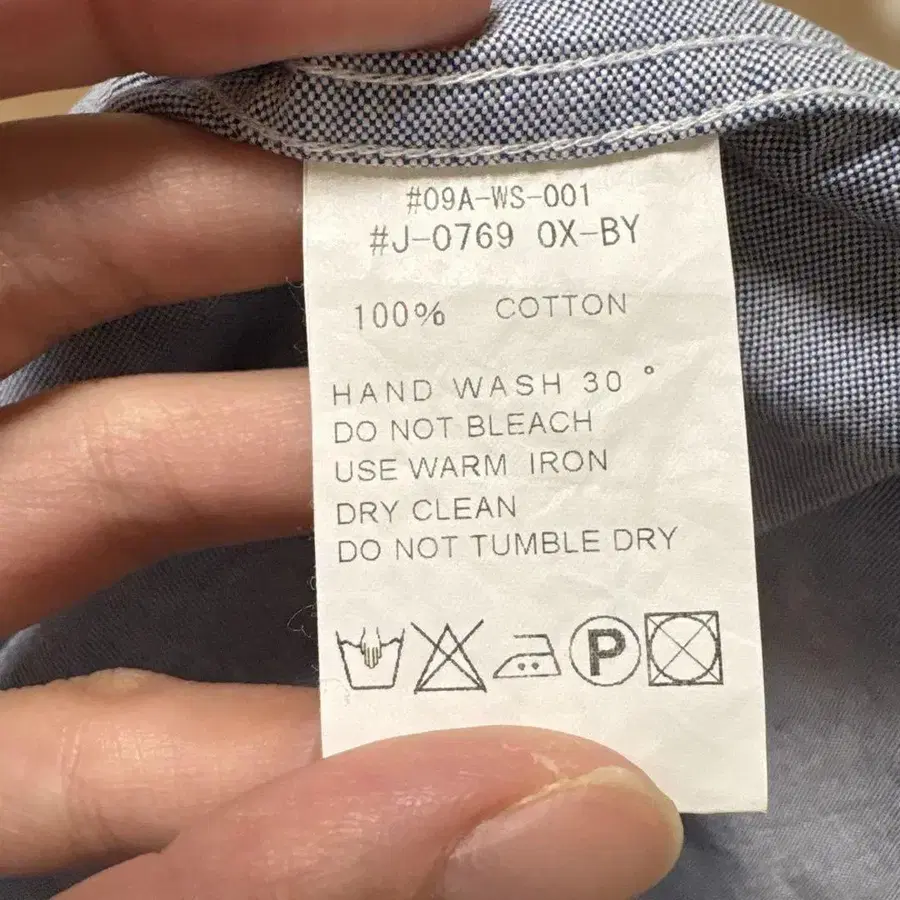 #09A-WS-001
#J-0769 OX-BY
100% COTTON
HAND WASH 30 °
DO NOT BLEACH
USE WARM IRON
DRY CLEAN
DO NOT TUMBLE DRY
P